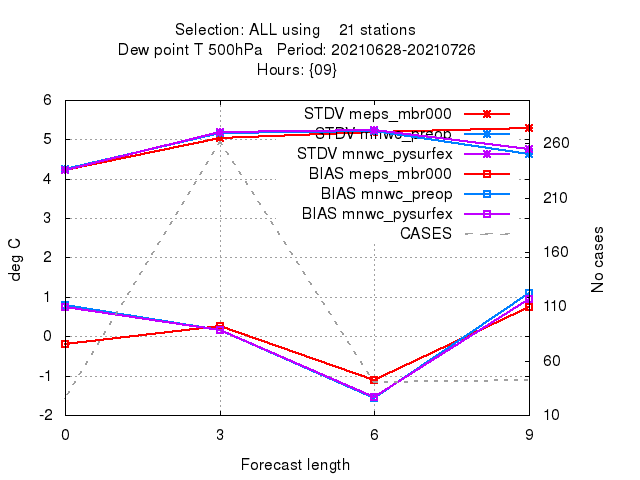 Selection: ALL using 21 stations
Dew point T 500hPa Period: 20210628-20210726
Hours: {09}
STDV meps_mbr000
STDV mnwc_preop
STDV mnwc_pysurfex
BIAS meps_mbr000
BIAS mnwc_preop
BIAS mnwc_pysurfex
CASES
6
5
4
3
2
1
0
-1
-2
deg C
260
210
160
110
60
10
No cases
0 3 6 9
Forecast length